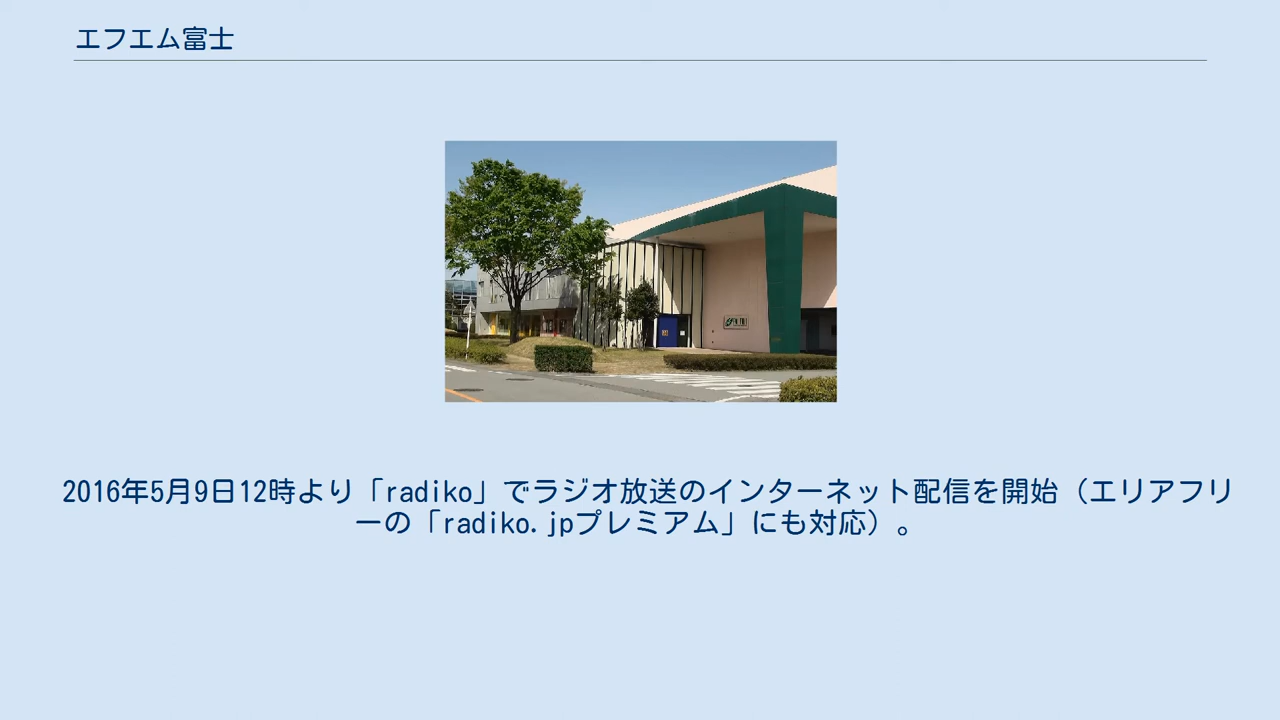 エフエム富士
2016年5月9日12時より「radiko」でラジオ放送のインターネット配信を開始（エリアフリ
ーの「radiko.jpプレミアム」にも対応）。